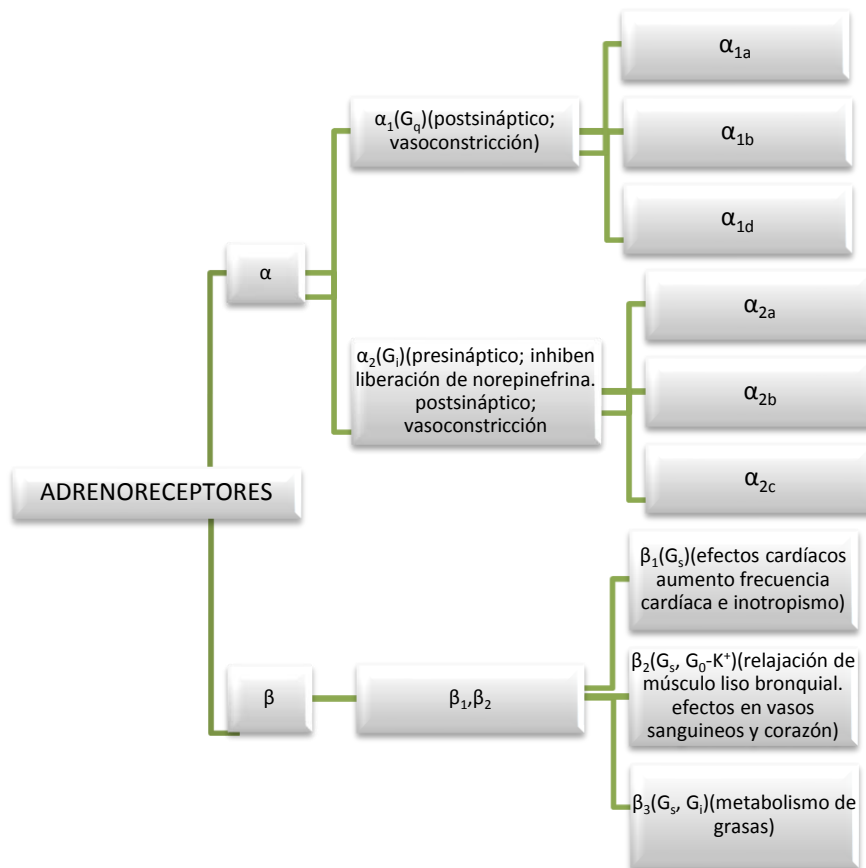 ADRENORECEPTORES
α
α₁(G_q)(postsináptico;
vasoconstricción)
α₁ₐ
α₁b
α₁d
α₂(Gᵢ)(presináptico; inhiben
liberación de norepinefrina.
postsináptico;
vasoconstricción
α₂ₐ
α₂b
α₂c
β
β₁,β₂
β₁(Gₛ)(efectos cardíacos
aumento frecuencia
cardíaca e inotropismo)
β₂(Gₛ, G₀-K⁺)(relajación de
músculo liso bronquial.
efectos en vasos
sanguineos y corazón)
β₃(Gₛ, Gᵢ)(metabolismo de
grasas)